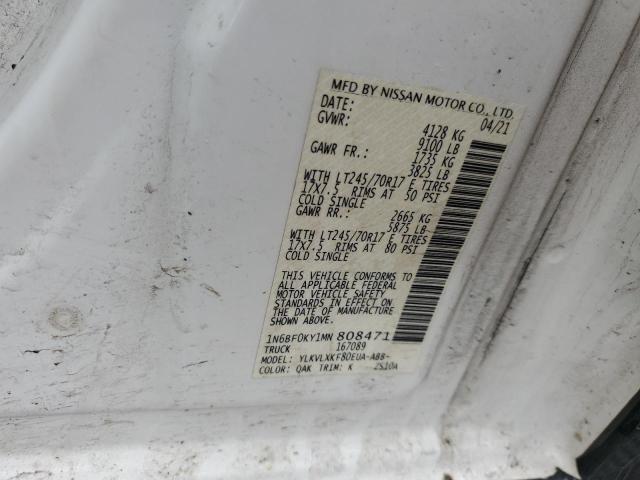 MFD BY NISSAN MOTOR CO., LTD.
DATE: 04/21
GVWR: 4128 KG
9100 LB
GAWR FR.: 1735 KG
3825 LB
WITH LT245/70R17 E TIRES
17X7.5 RIMS AT 50 PSI
COLD SINGLE
GAWR RR.: 2665 KG
5875 LB
WITH LT245/70R17 E TIRES
17X7.5 RIMS AT 80 PSI
COLD SINGLE
THIS VEHICLE CONFORMS TO
ALL APPLICABLE FEDERAL
MOTOR VEHICLE SAFETY
STANDARDS IN EFFECT ON
THE DATE OF MANUFACTURE
SHOWN ABOVE.
1N6BF0KY1MN 808471
TRUCK 167089
MODEL: YLKVLXKF80EUA-ABB-
COLOR: QAK TRIM: K 2S10A